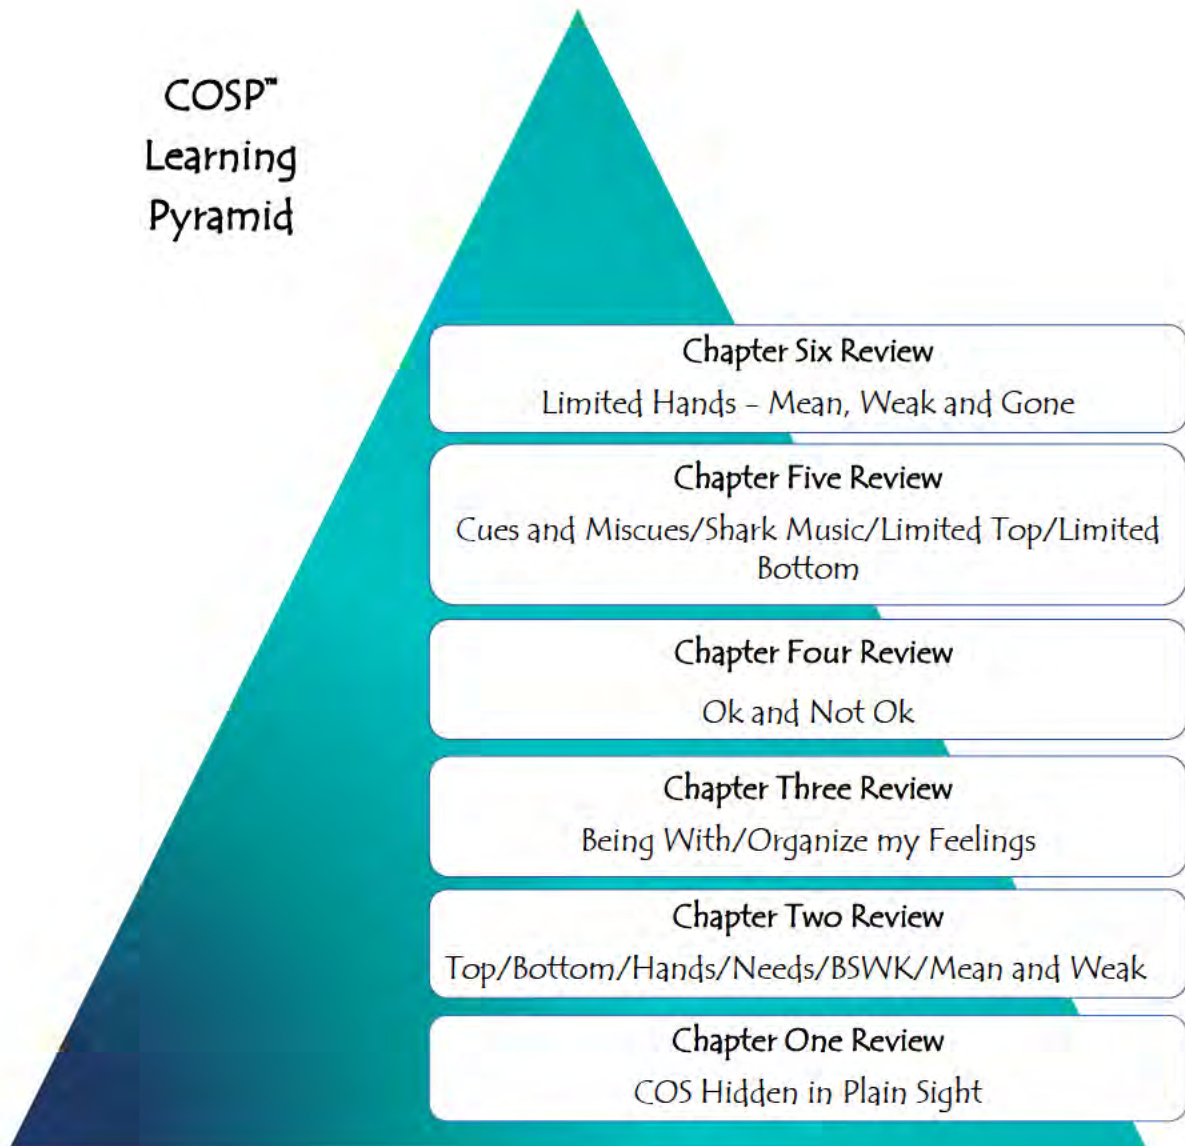 COSP™
Learning
Pyramid
Chapter Six Review
Limited Hands – Mean, Weak and Gone
Chapter Five Review
Cues and Miscues/Shark Music/Limited Top/Limited
Bottom
Chapter Four Review
Ok and Not Ok
Chapter Three Review
Being With/Organize my Feelings
Chapter Two Review
Top/Bottom/Hands/Needs/BSWK/Mean and Weak
Chapter One Review
COS Hidden in Plain Sight